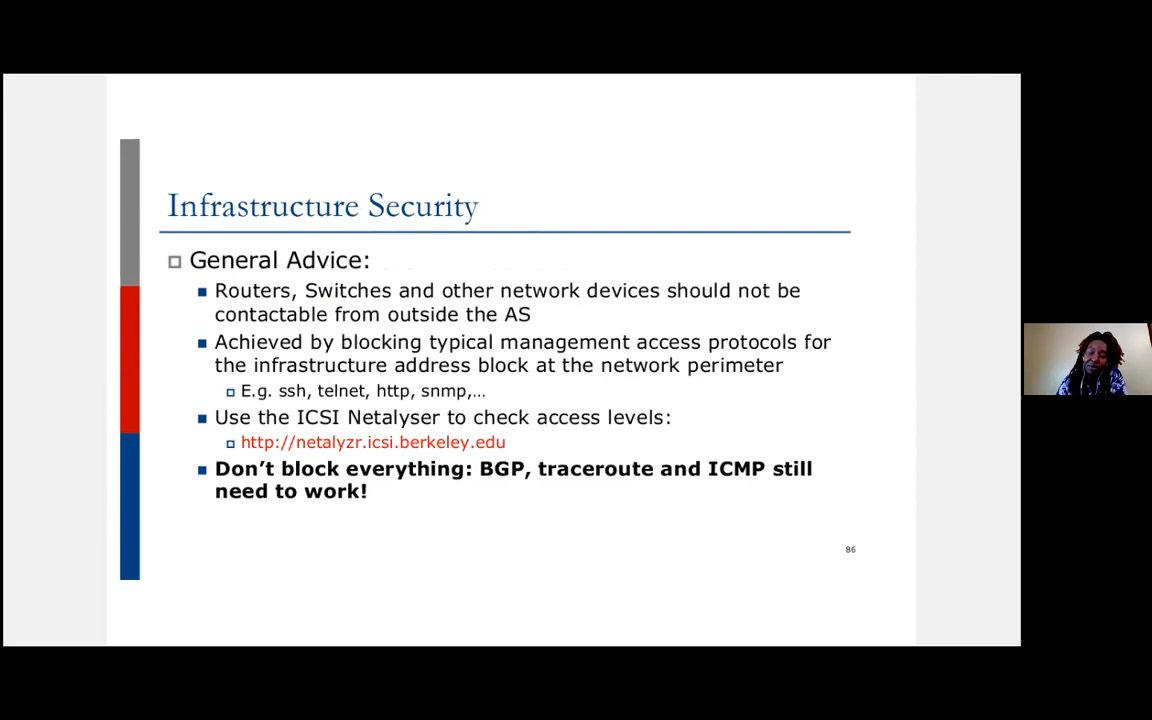 Infrastructure Security
General Advice:
Routers, Switches and other network devices should not be
contactable from outside the AS
Achieved by blocking typical management access protocols for
the infrastructure address block at the network perimeter
E.g. ssh, telnet, http, snmp,…
Use the ICSI Netalyser to check access levels:
http://netalyzr.icsi.berkeley.edu
Don't block everything: BGP, traceroute and ICMP still
need to work!
86